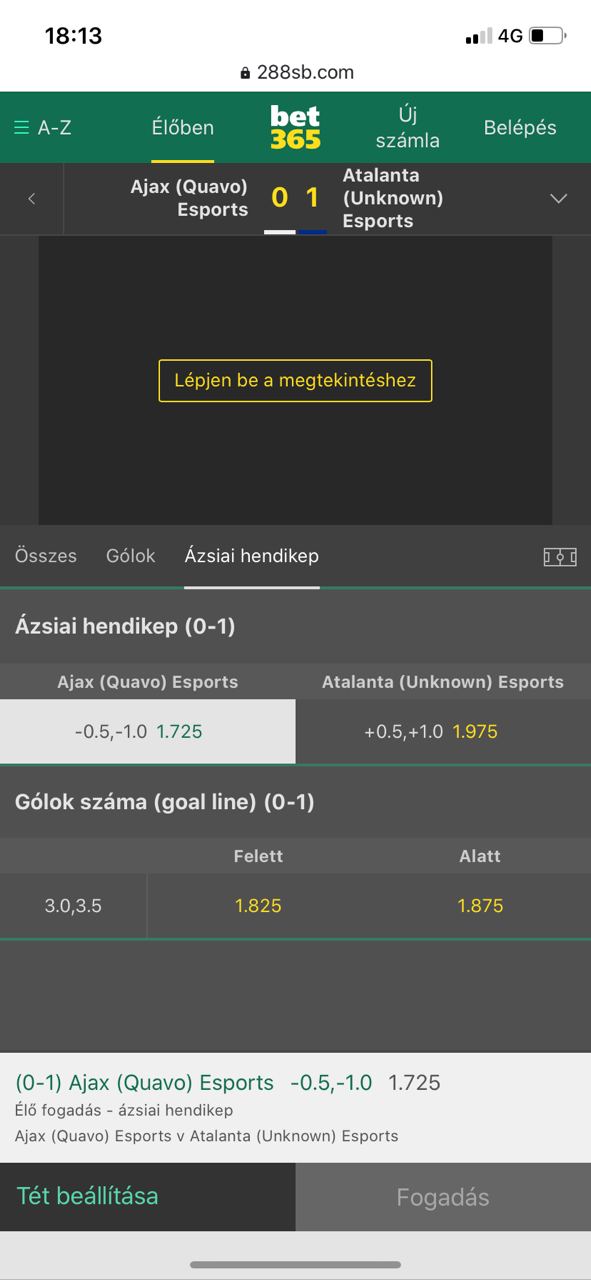 18:13
4G
288sb.com
A-Z
Élőben
bet
365
Új
számla
Belépés
Ajax (Quavo)
Esports
0 1
Atalanta
(Unknown)
Esports
Lépjen be a megtekintéshez
Összes Gólok Ázsiai hendikep
Ázsiai hendikep (0-1)
Ajax (Quavo) Esports Atalanta (Unknown) Esports
-0.5,-1.0 1.725 +0.5,+1.0 1.975
Gólok száma (goal line) (0-1)
Felett Alatt
3.0,3.5 1.825 1.875
(0-1) Ajax (Quavo) Esports -0.5,-1.0 1.725
Élő fogadás - ázsiai hendikep
Ajax (Quavo) Esports v Atalanta (Unknown) Esports
Tét beállítása Fogadás